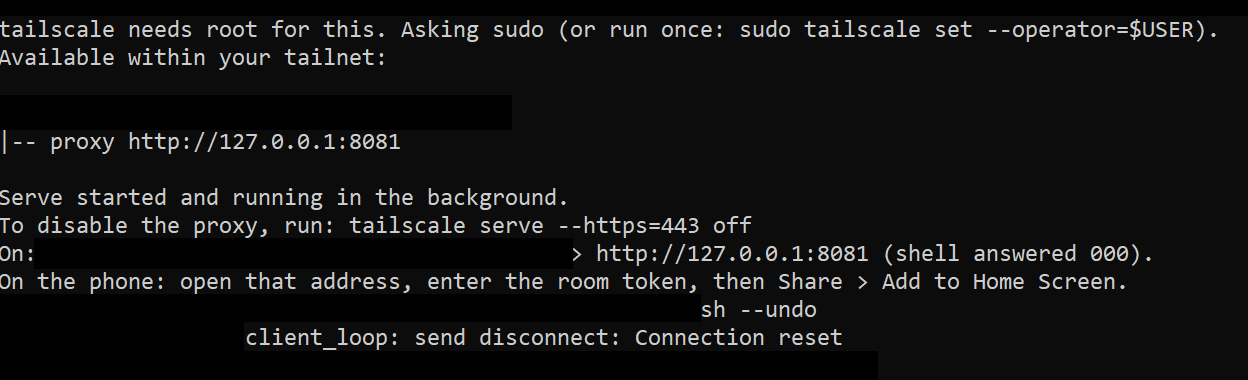 tailscale needs root for this. Asking sudo (or run once: sudo tailscale set --operator=$USER).
Available within your tailnet:
|-- proxy http://127.0.0.1:8081
Serve started and running in the background.
To disable the proxy, run: tailscale serve --https=443 off
On: > http://127.0.0.1:8081 (shell answered 000).
On the phone: open that address, enter the room token, then Share > Add to Home Screen.
sh --undo
client_loop: send disconnect: Connection reset